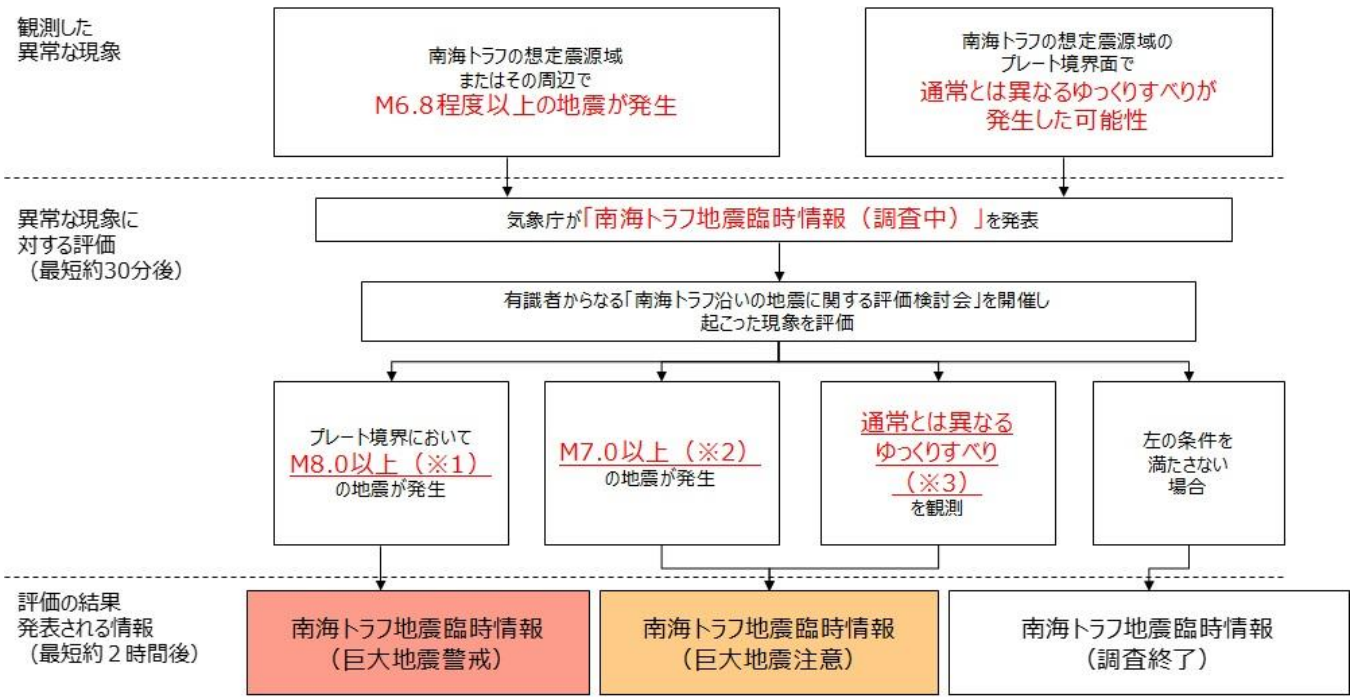 観測した
異常な現象
南海トラフの想定震源域
またはその周辺で
M6.8程度以上の地震が発生
南海トラフの想定震源域の
プレート境界面で
通常とは異なるゆっくりすべりが
発生した可能性
異常な現象に
対する評価
（最短約30分後）
気象庁が「南海トラフ地震臨時情報（調査中）」を発表
有識者からなる「南海トラフ沿いの地震に関する評価検討会」を開催し
起こった現象を評価
プレート境界において
M8.0以上（※1）
の地震が発生
M7.0以上（※2）
の地震が発生
通常とは異なる
ゆっくりすべり
（※3）
を観測
左の条件を
満たさない
場合
評価の結果
発表される情報
（最短約２時間後）
南海トラフ地震臨時情報
（巨大地震警戒）
南海トラフ地震臨時情報
（巨大地震注意）
南海トラフ地震臨時情報
（調査終了）